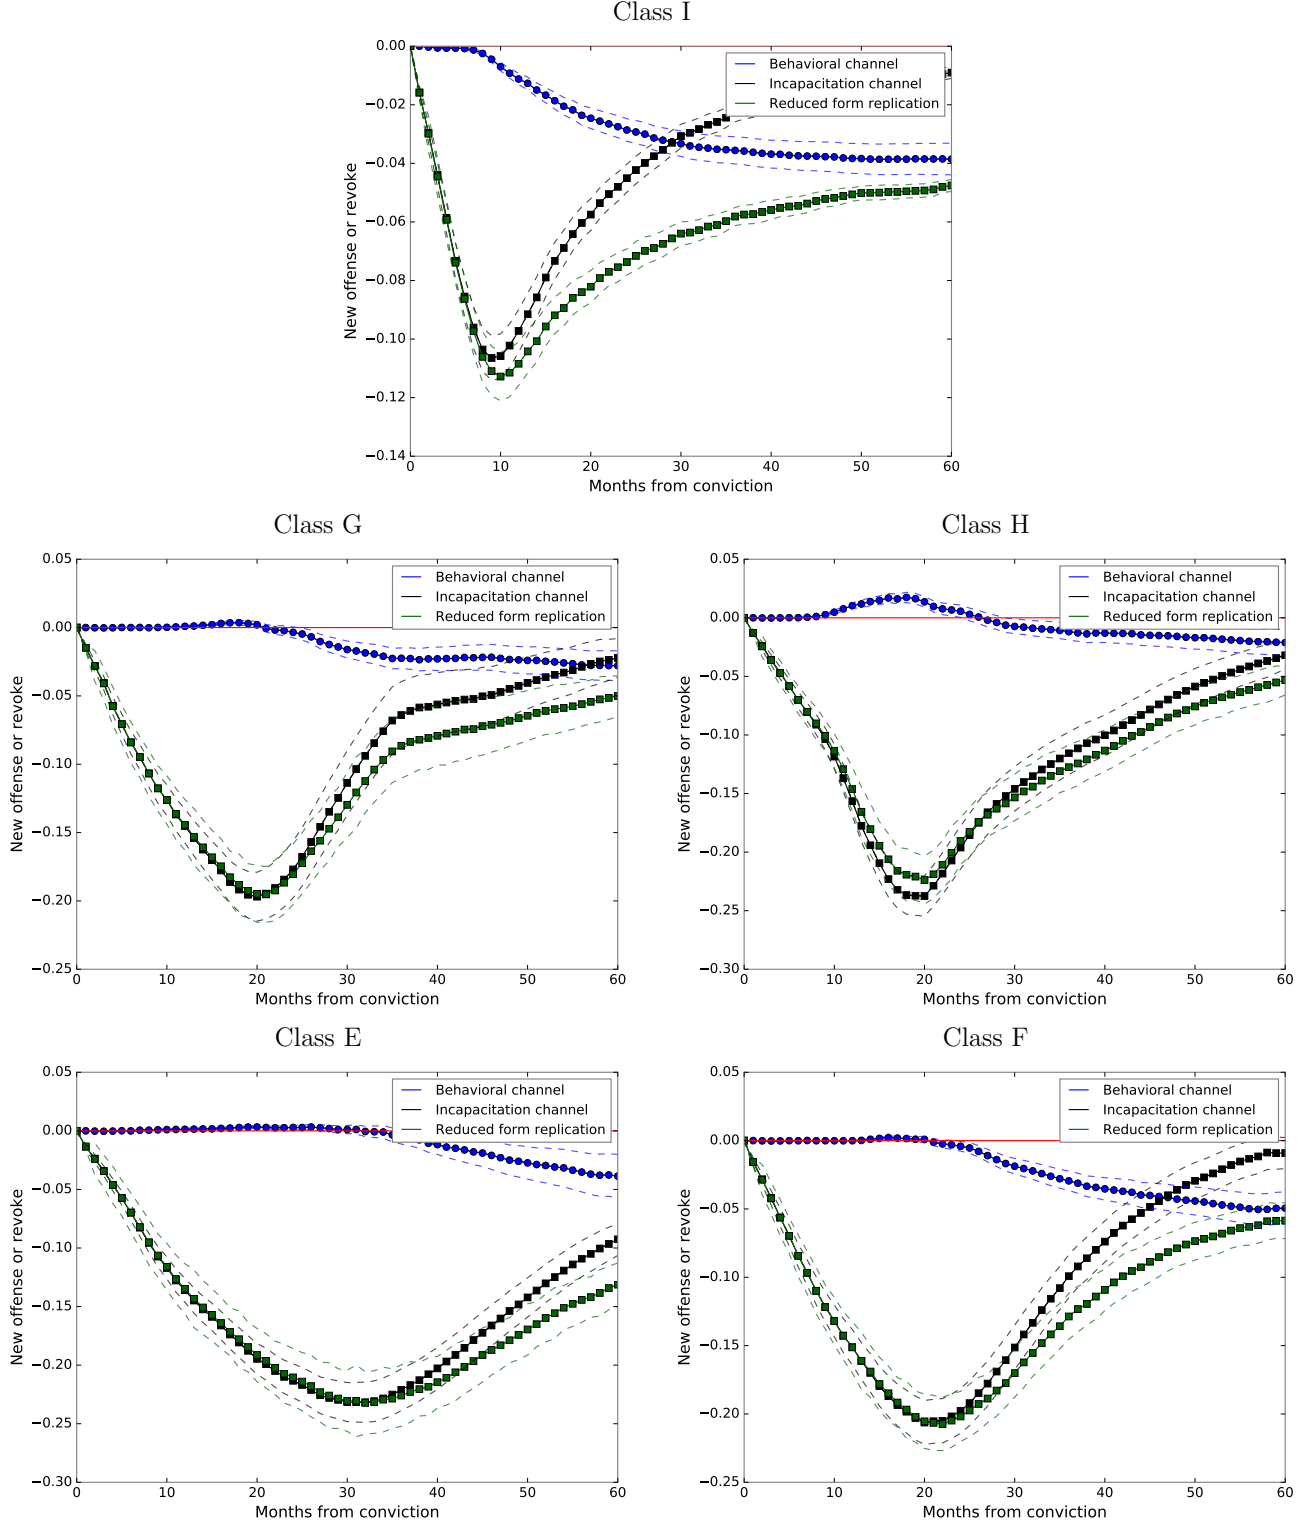 Class I
0.00
−0.02
−0.04
−0.06
−0.08
−0.10
−0.12
−0.14
New offense or revoke
Behavioral channel
Incapacitation channel
Reduced form replication
0 10 20 30 40 50 60
Months from conviction
Class G
0.05
0.00
−0.05
−0.10
−0.15
−0.20
−0.25
New offense or revoke
Behavioral channel
Incapacitation channel
Reduced form replication
0 10 20 30 40 50 60
Months from conviction
Class H
0.05
0.00
−0.05
−0.10
−0.15
−0.20
−0.25
−0.30
New offense or revoke
Behavioral channel
Incapacitation channel
Reduced form replication
0 10 20 30 40 50 60
Months from conviction
Class E
0.05
0.00
−0.05
−0.10
−0.15
−0.20
−0.25
−0.30
New offense or revoke
Behavioral channel
Incapacitation channel
Reduced form replication
0 10 20 30 40 50 60
Months from conviction
Class F
0.05
0.00
−0.05
−0.10
−0.15
−0.20
−0.25
New offense or revoke
Behavioral channel
Incapacitation channel
Reduced form replication
0 10 20 30 40 50 60
Months from conviction